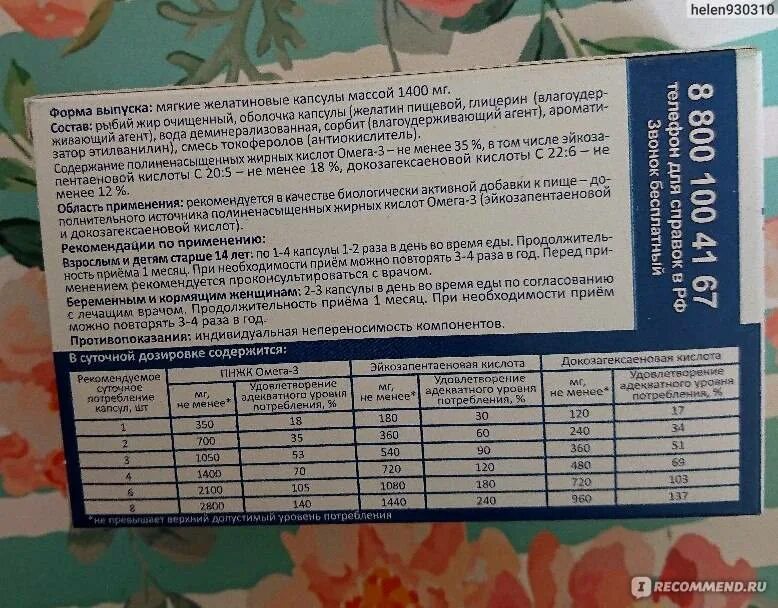 helen930310
Форма выпуска: мягкие желатиновые капсулы массой 1400 мг.
Состав: рыбий жир очищенный, оболочка капсулы (желатин пищевой, глицерин (влагоудер-
живающий агент), вода деминерализованная, сорбит (влагоудерживающий агент), аромати-
затор этилванилин), смесь токоферолов (антиокислитель).
Содержание полиненасыщенных жирных кислот Омега-3 – не менее 35 %, в том числе эйкоза-
пентаеновой кислоты С 20:5 – не менее 18 %, докозагексаеновой кислоты С 22:6 – не
менее 12 %.
Область применения: рекомендуется в качестве биологически активной добавки к пище – до-
полнительного источника полиненасыщенных жирных кислот Омега-3 (эйкозапентаеновой
и докозагексаеновой кислот).
Рекомендации по применению:
Взрослым и детям старше 14 лет: по 1-4 капсулы 1-2 раза в день во время еды. Продолжитель-
ность приёма 1 месяц. При необходимости приём можно повторять 3-4 раза в год. Перед при-
менением рекомендуется проконсультироваться с врачом.
Беременным и кормящим женщинам: 2-3 капсулы в день во время еды по согласованию
с лечащим врачом. Продолжительность приёма 1 месяц. При необходимости приём
можно повторять 3-4 раза в год.
Противопоказания: индивидуальная непереносимость компонентов.
8 800 100 41 67
телефон для справок в РФ
Звонок бесплатный
В суточной дозировке содержится:
Рекомендуемое
суточное
потребление
капсул, шт
ПНЖК Омега-3
Эйкозапентаеновая кислота
Докозагексаеновая кислота
мг,
не менее*
Удовлетворение
адекватного уровня
потребления, %
мг,
не менее*
Удовлетворение
адекватного уровня
потребления, %
мг,
не менее*
Удовлетворение
адекватного уровня
потребления, %
1 350 18 180 30 120 17
2 700 35 360 60 240 34
3 1050 53 540 90 360 51
4 1400 70 720 120 480 69
6 2100 105 1080 180 720 103
8 2800 140 1440 240 960 137
*не превышает верхний допустимый уровень потребления
I RECOMMEND.RU